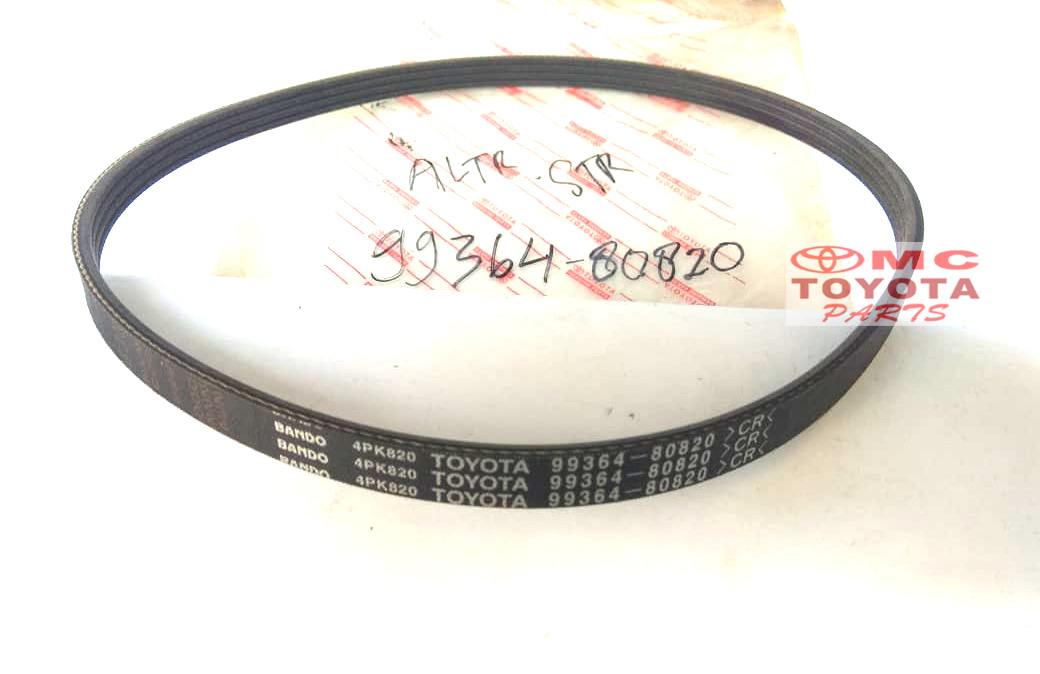 ALTR. STR
99364-80820
MC
TOYOTA
PARTS
BANDO 4PK820 TOYOTA 99364-80820 >CR<
BANDO 4PK820 TOYOTA 99364-80820 >CR<
BANDO 4PK820 TOYOTA 99364-80820 >CR<